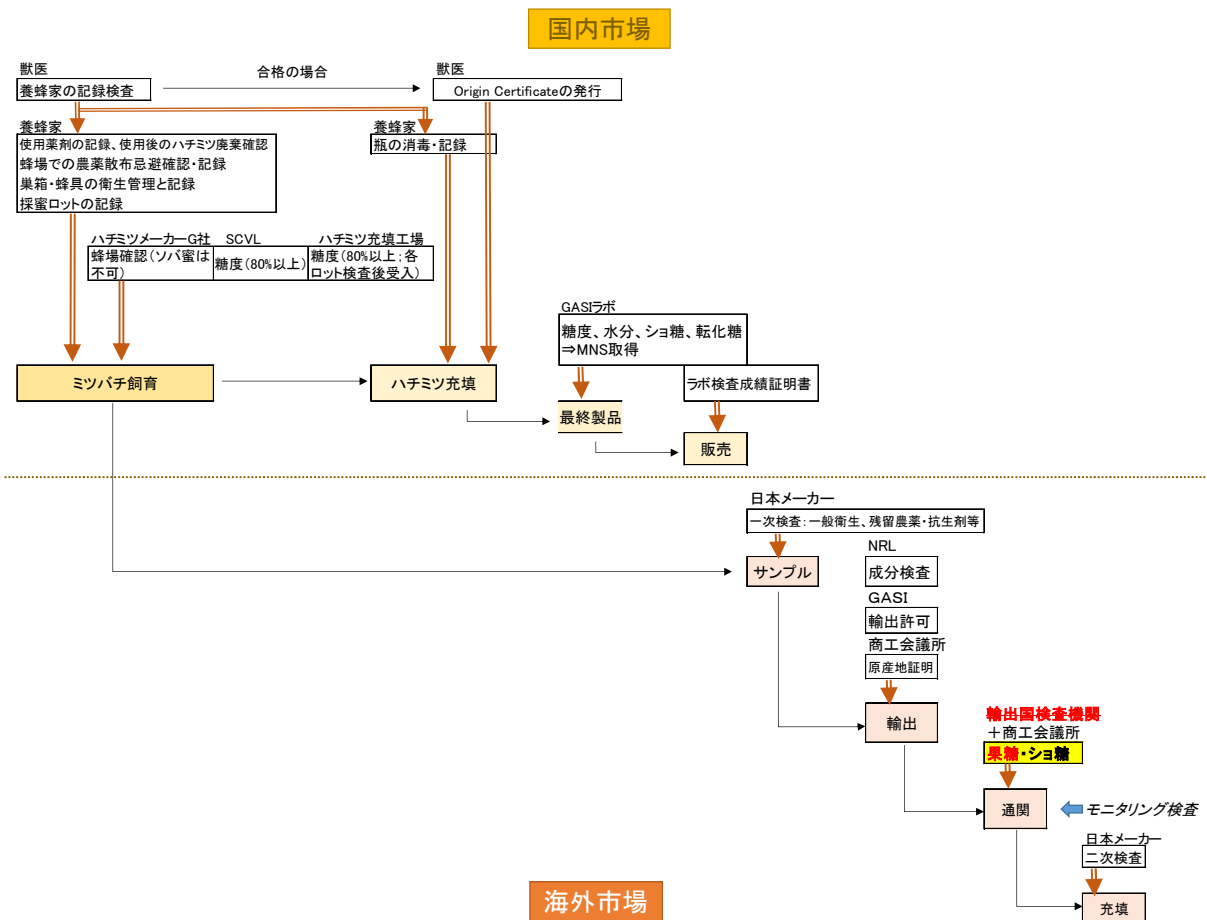 国内市場
獣医
養蜂家の記録検査
合格の場合
獣医
Origin Certificateの発行
養蜂家
使用薬剤の記録、使用後のハチミツ廃棄確認
蜂場での農薬散布忌避確認・記録
巣箱・蜂具の衛生管理と記録
採蜜ロットの記録
養蜂家
瓶の消毒・記録
ハチミツメーカーG社
蜂場確認(ソバ蜜は
不可)
SCVL
糖度(80%以上)
ハチミツ充填工場
糖度(80%以上;各
ロット検査後受入)
GASIラボ
糖度、水分、ショ糖、転化糖
⇒MNS取得
ラボ検査成績証明書
ミツバチ飼育
ハチミツ充填
最終製品
販売
日本メーカー
一次検査:一般衛生、残留農薬・抗生剤等
サンプル
NRL
成分検査
GASI
輸出許可
商工会議所
原産地証明
輸出
輸出国検査機関
+商工会議所
果糖・ショ糖
通関
モニタリング検査
日本メーカー
二次検査
充填
海外市場